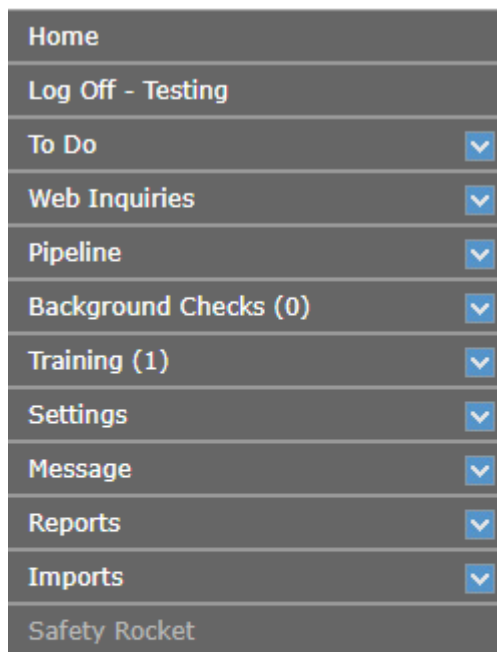 Home
Log Off - Testing
To Do
Web Inquiries
Pipeline
Background Checks (0)
Training (1)
Settings
Message
Reports
Imports
Safety Rocket